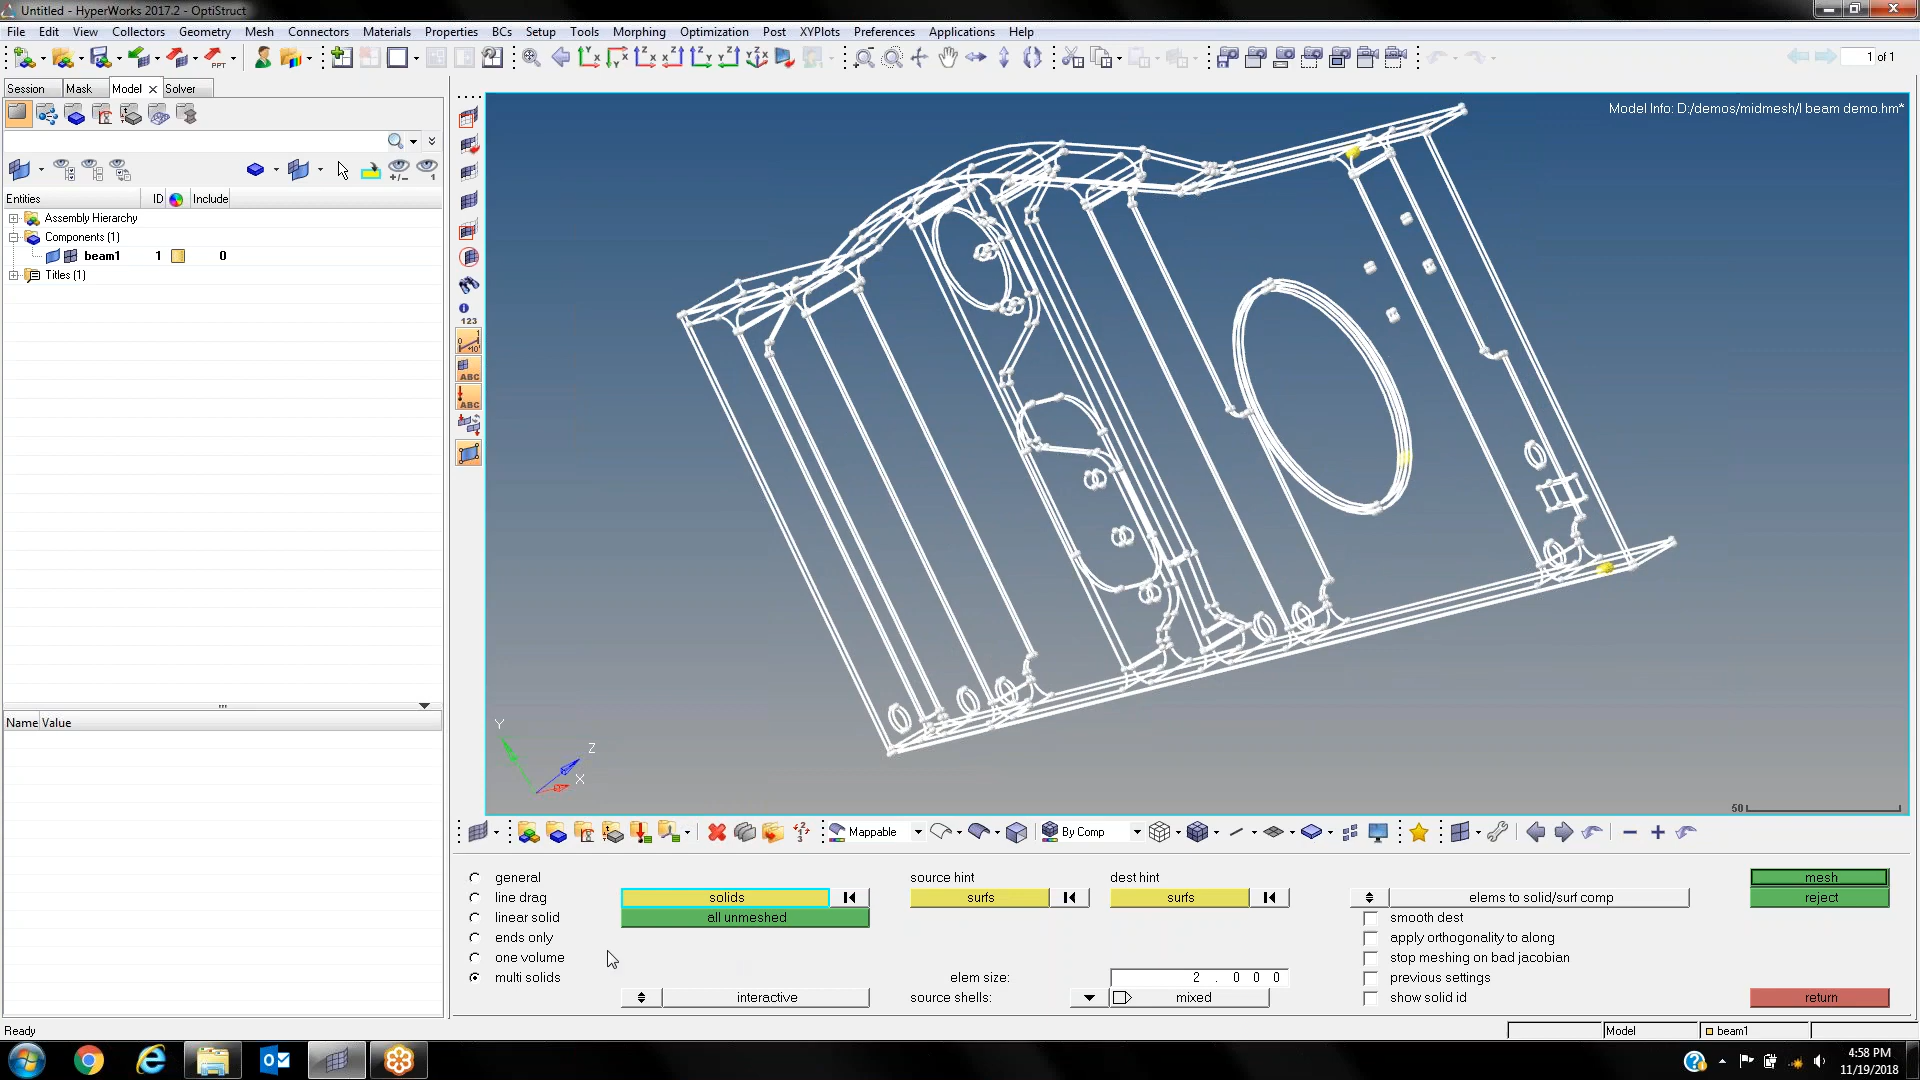 Untitled - HyperWorks 2017.2 - OptiStruct
File Edit View Collectors Geometry Mesh Connectors Materials Properties BCs Setup Tools Morphing Optimization Post XYPlots Preferences Applications Help
1 of 1
Session Mask Model Solver
Model Info: D:/demos/midmesh/I beam demo.hm*
Entities ID Include
Assembly Hierarchy
Components (1)
beam1 1 0
Titles (1)
123
ABC
ABC
Name Value
Y
Z
X
50
Mappable By Comp
general source hint dest hint mesh
line drag solids surfs surfs elems to solid/surf comp reject
linear solid all unmeshed smooth dest
ends only apply orthogonality to along
one volume stop meshing on bad jacobian
multi solids elem size: 2 . 0 0 0 previous settings
interactive source shells: mixed show solid id return
Ready Model beam1
4:58 PM
11/19/2018